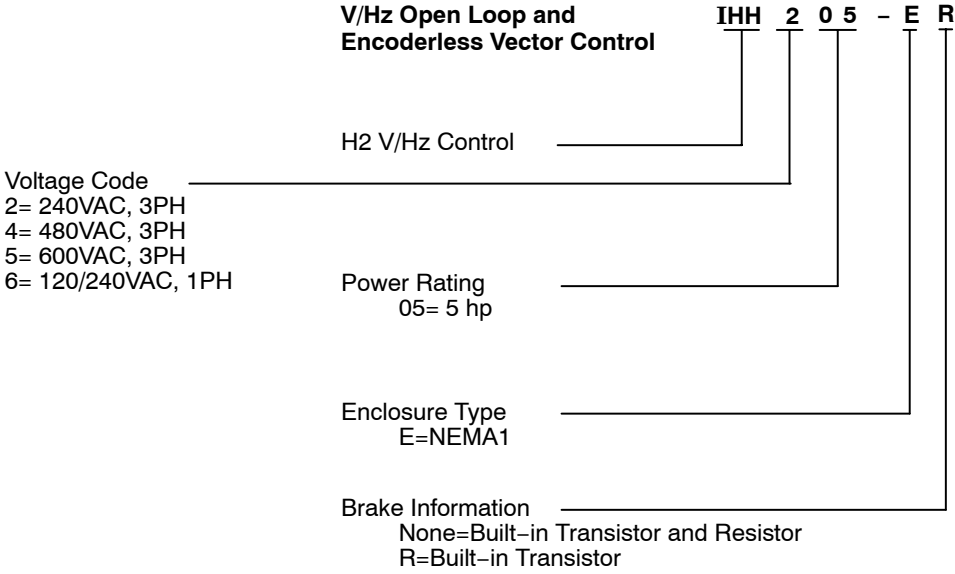 V/Hz Open Loop and
Encoderless Vector Control
IHH 2 0 5 – E R
H2 V/Hz Control
Voltage Code
2= 240VAC, 3PH
4= 480VAC, 3PH
5= 600VAC, 3PH
6= 120/240VAC, 1PH
Power Rating
05= 5 hp
Enclosure Type
E=NEMA1
Brake Information
None=Built–in Transistor and Resistor
R=Built–in Transistor